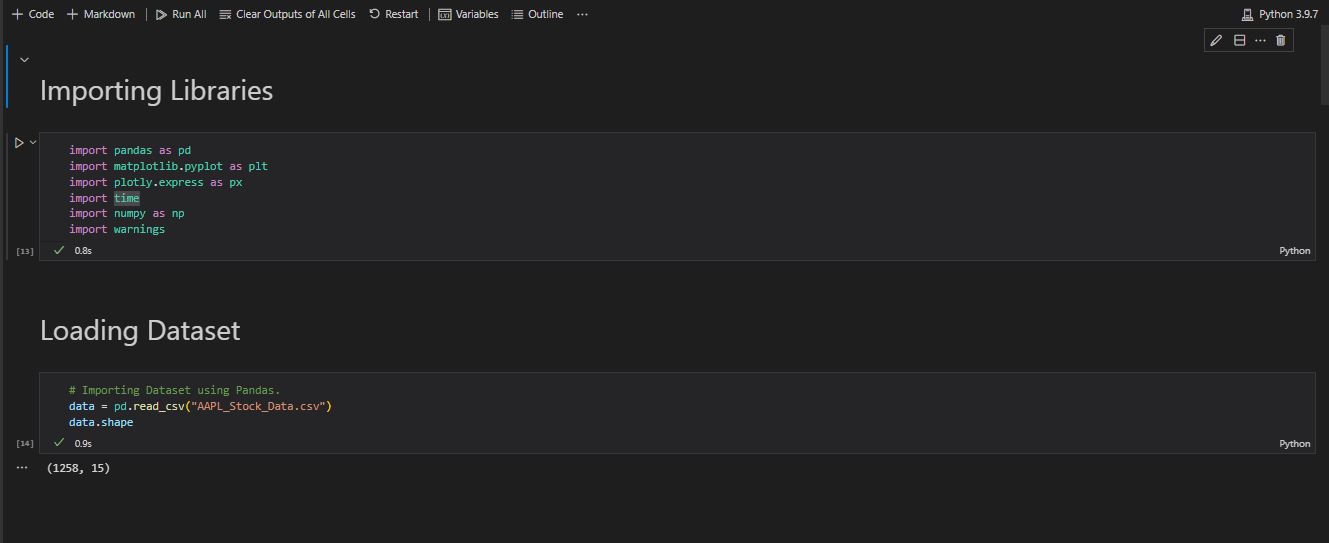 Code Markdown Run All Clear Outputs of All Cells Restart Variables Outline ... Python 3.9.7
Importing Libraries
import pandas as pd
import matplotlib.pyplot as plt
import plotly.express as px
import time
import numpy as np
import warnings
[13] 0.8s Python
Loading Dataset
# Importing Dataset using Pandas.
data = pd.read_csv("AAPL_Stock_Data.csv")
data.shape
[14] 0.9s Python
(1258, 15)